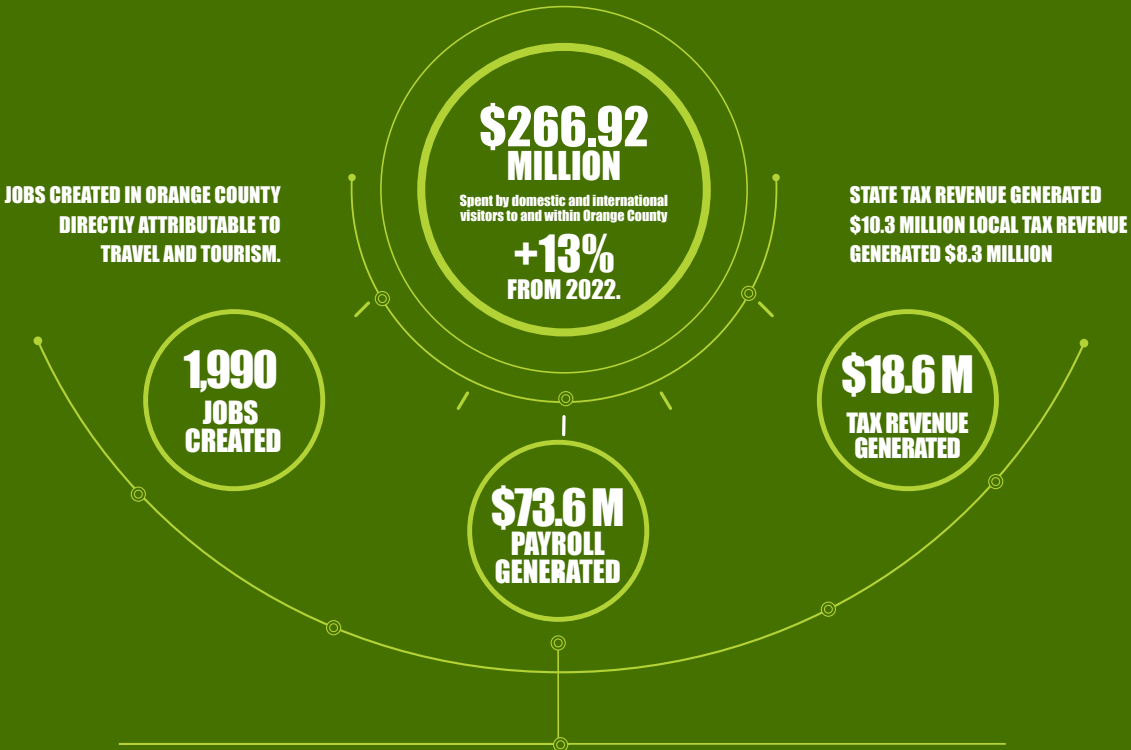 $266.92
MILLION
Spent by domestic and international
visitors to and within Orange County
+13%
FROM 2022.
JOBS CREATED IN ORANGE COUNTY
DIRECTLY ATTRIBUTABLE TO
TRAVEL AND TOURISM.
1,990
JOBS
CREATED
$73.6 M
PAYROLL
GENERATED
STATE TAX REVENUE GENERATED
$10.3 MILLION LOCAL TAX REVENUE
GENERATED $8.3 MILLION
$18.6 M
TAX REVENUE
GENERATED